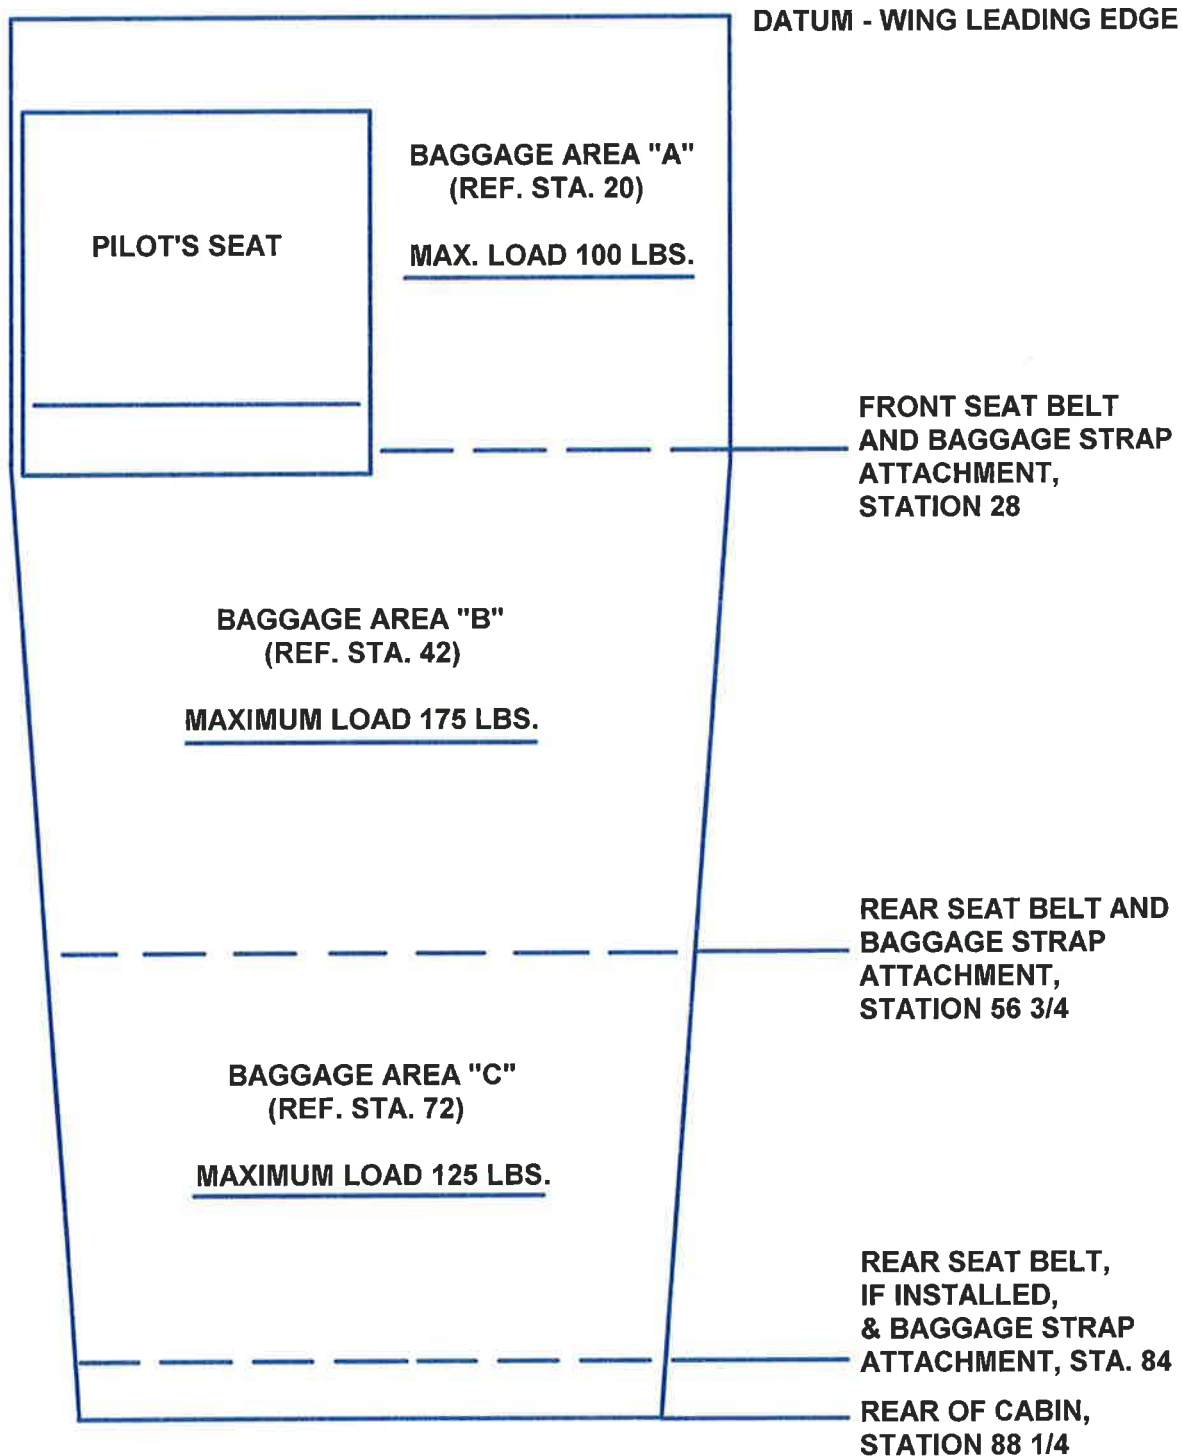 DATUM - WING LEADING EDGE
BAGGAGE AREA "A"
(REF. STA. 20)
PILOT'S SEAT
MAX. LOAD 100 LBS.
FRONT SEAT BELT
AND BAGGAGE STRAP
ATTACHMENT,
STATION 28
BAGGAGE AREA "B"
(REF. STA. 42)
MAXIMUM LOAD 175 LBS.
REAR SEAT BELT AND
BAGGAGE STRAP
ATTACHMENT,
STATION 56 3/4
BAGGAGE AREA "C"
(REF. STA. 72)
MAXIMUM LOAD 125 LBS.
REAR SEAT BELT,
IF INSTALLED,
& BAGGAGE STRAP
ATTACHMENT, STA. 84
REAR OF CABIN,
STATION 88 1/4